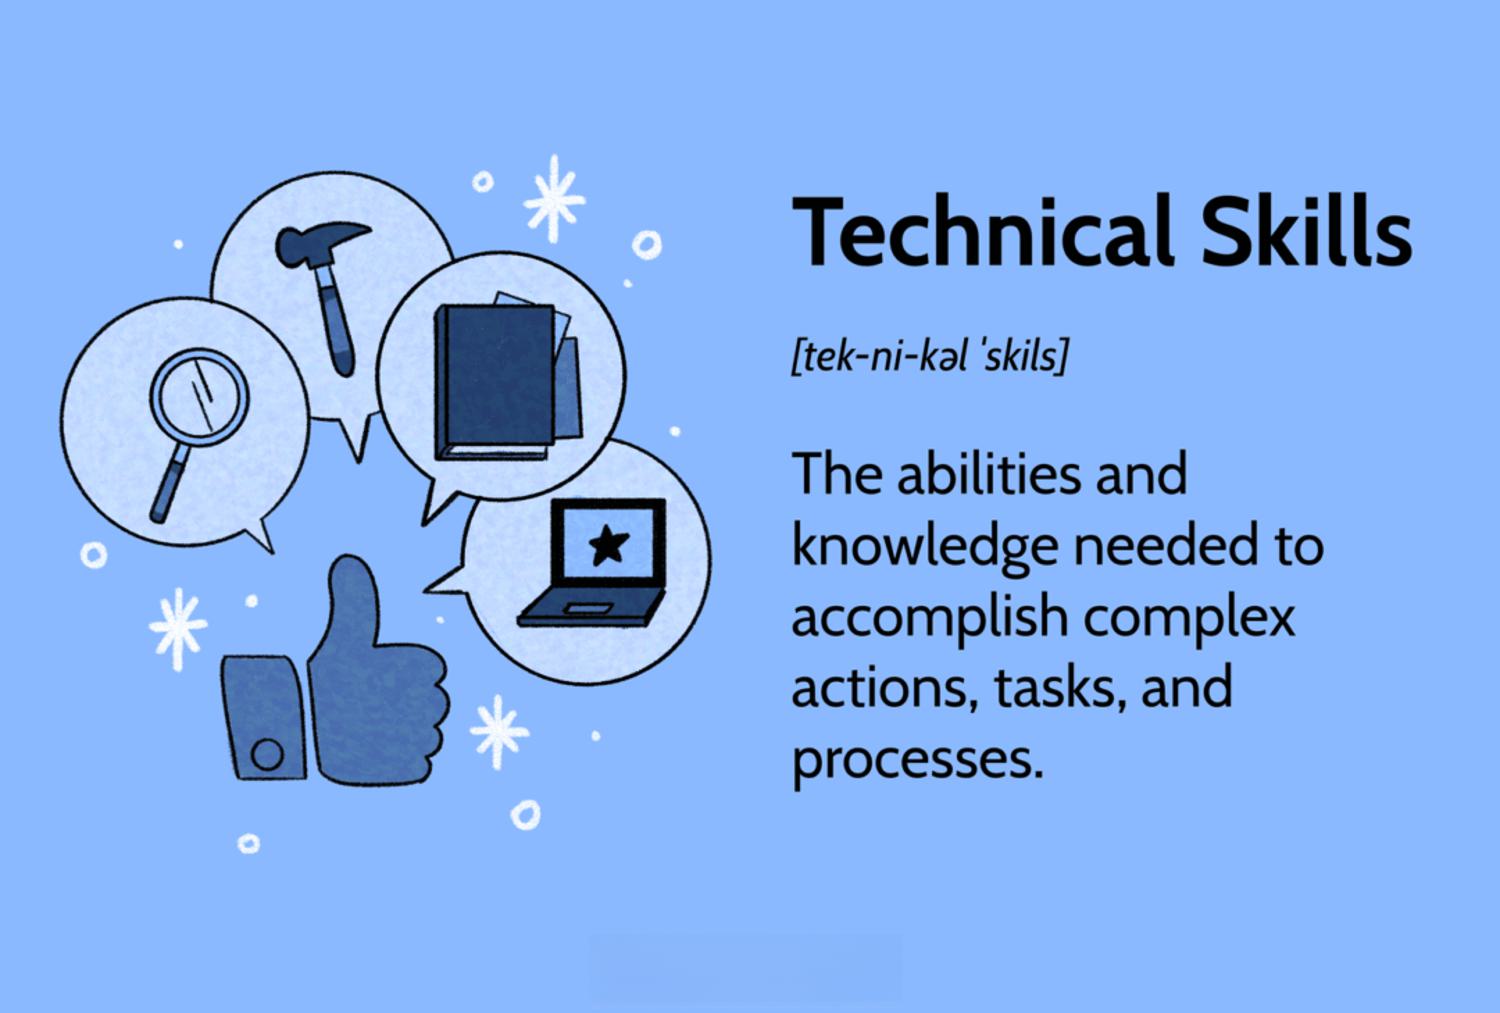 Technical Skills
[tek-ni-kəl ˈskils]
The abilities and
knowledge needed to
accomplish complex
actions, tasks, and
processes.